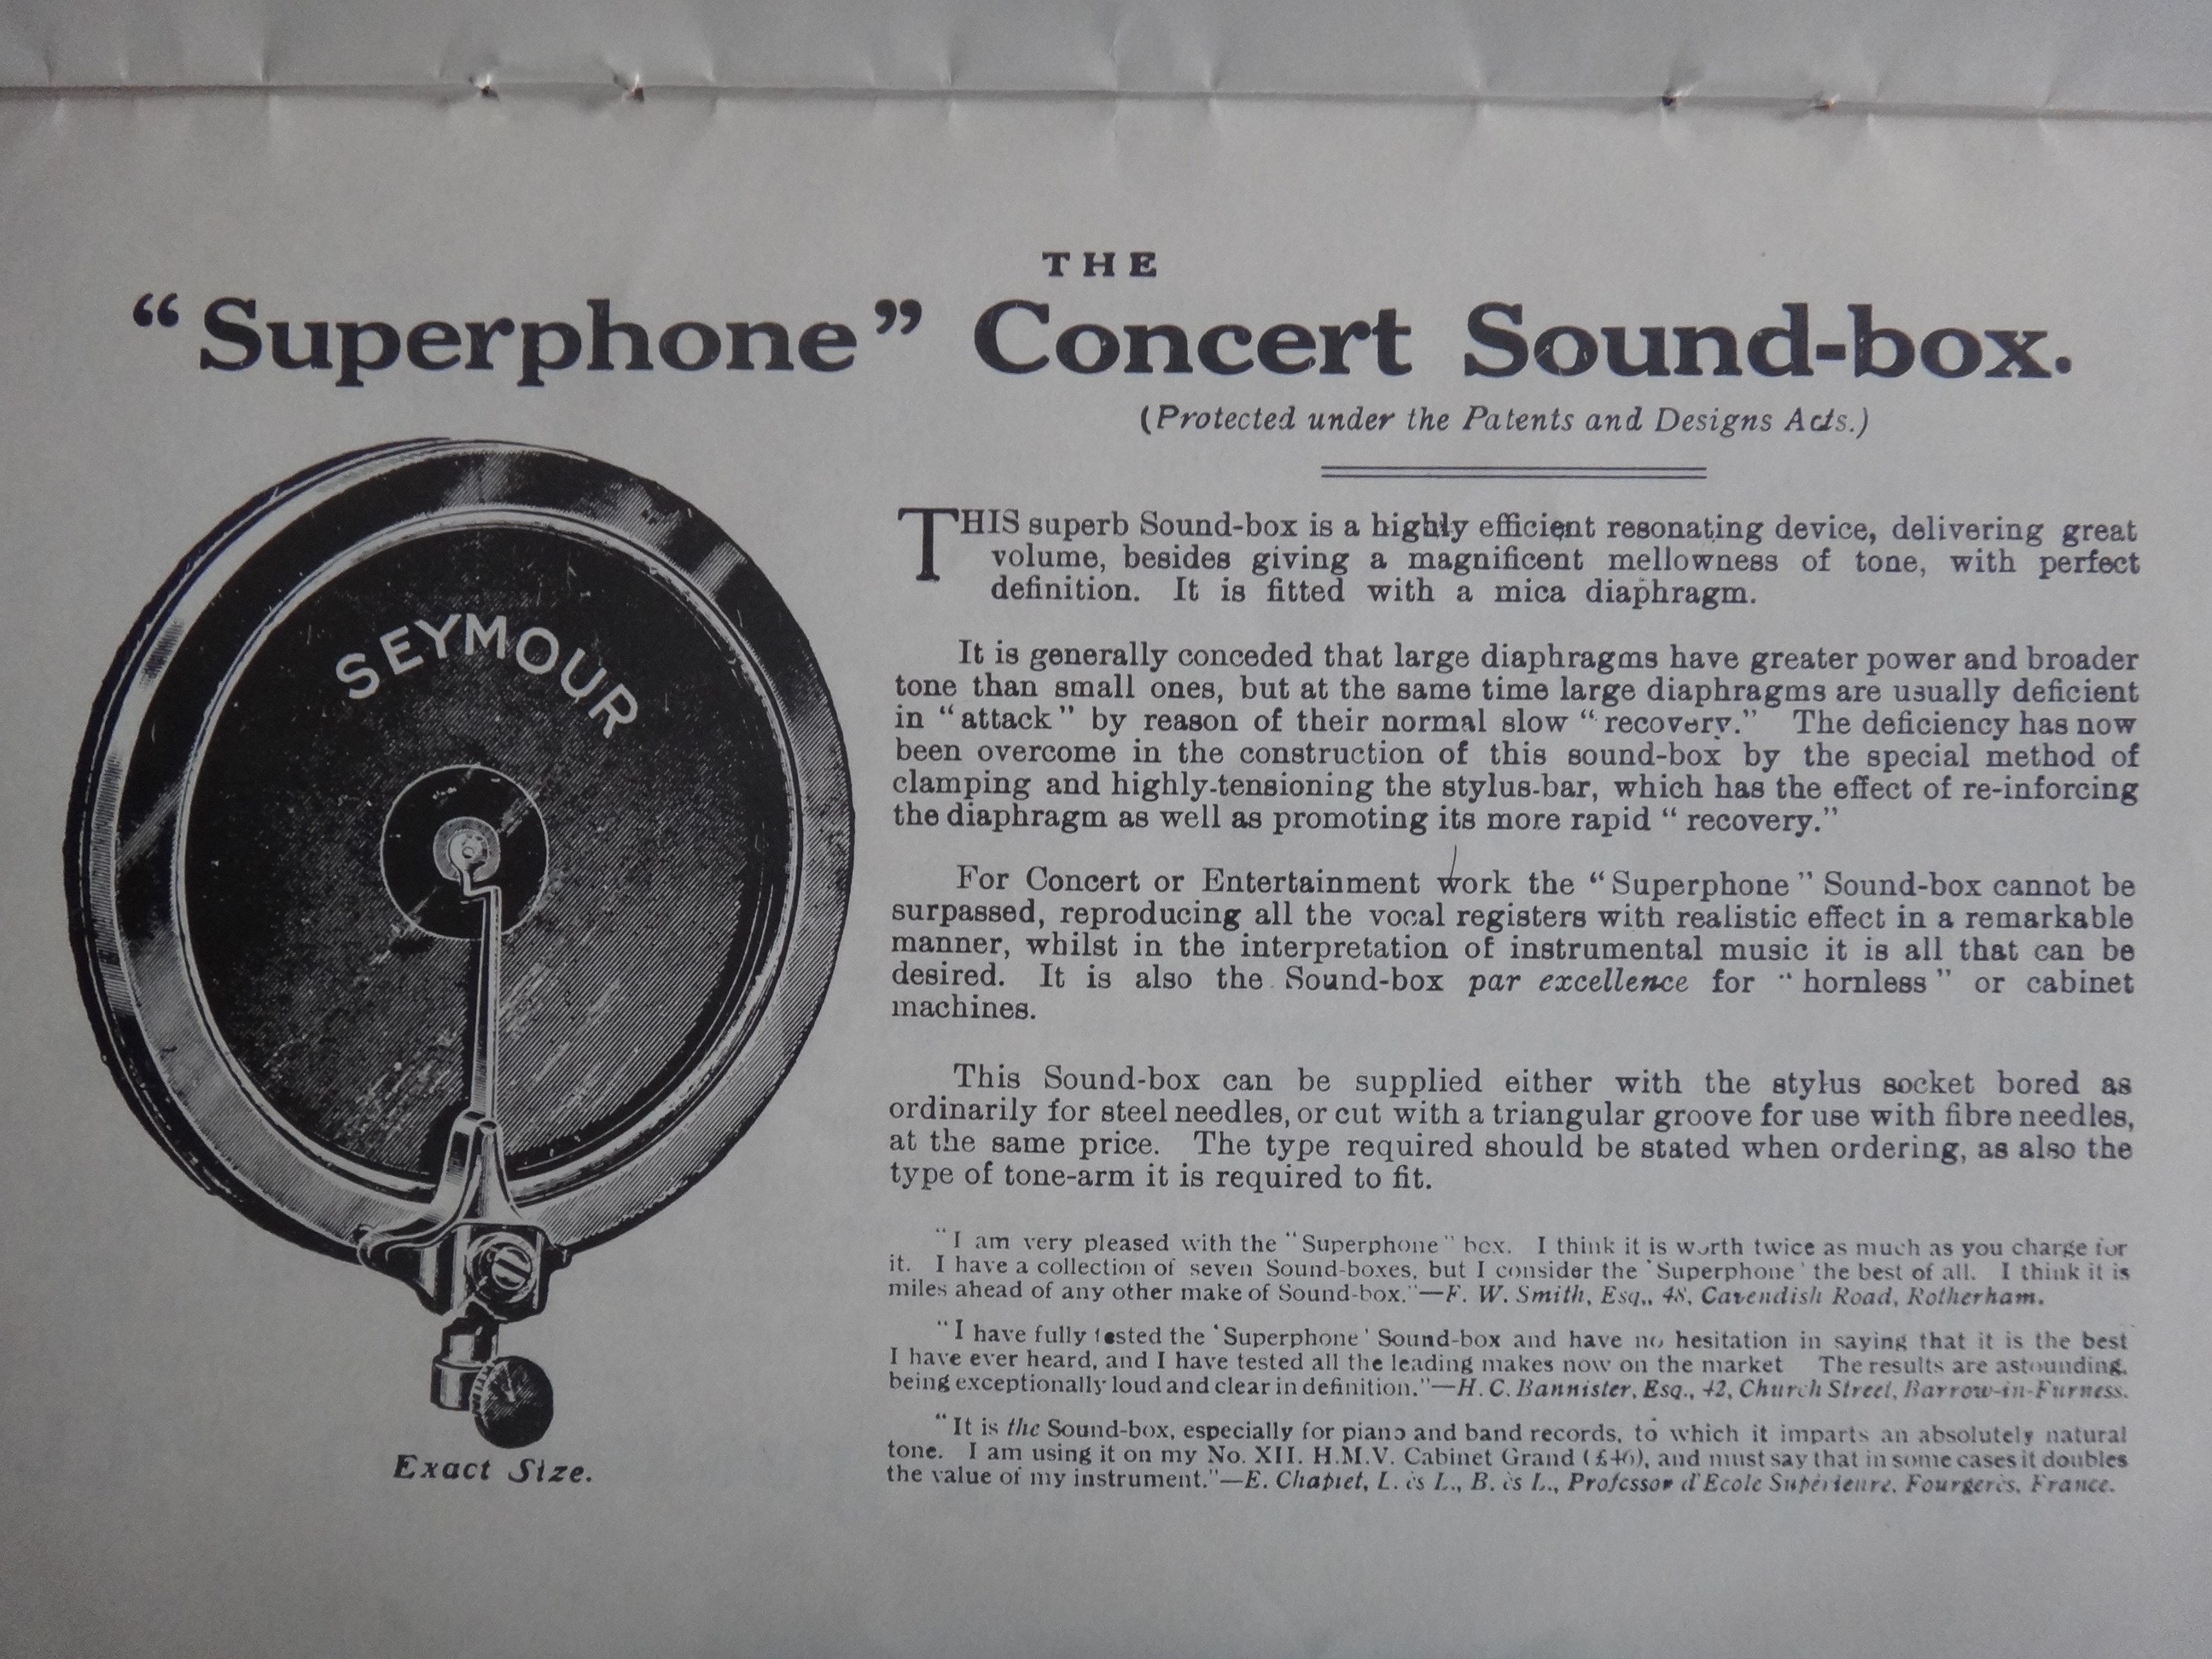 THE
“Superphone” Concert Sound-box.
(Protected under the Patents and Designs Acts.)
SEYMOUR
Exact Size.
THIS superb Sound-box is a highly efficient resonating device, delivering great
volume, besides giving a magnificent mellowness of tone, with perfect
definition. It is fitted with a mica diaphragm.
It is generally conceded that large diaphragms have greater power and broader
tone than small ones, but at the same time large diaphragms are usually deficient
in “attack” by reason of their normal slow “recovery.” The deficiency has now
been overcome in the construction of this sound-box by the special method of
clamping and highly-tensioning the stylus-bar, which has the effect of re-inforcing
the diaphragm as well as promoting its more rapid “recovery.”
For Concert or Entertainment work the “Superphone” Sound-box cannot be
surpassed, reproducing all the vocal registers with realistic effect in a remarkable
manner, whilst in the interpretation of instrumental music it is all that can be
desired. It is also the Sound-box par excellence for “hornless” or cabinet
machines.
This Sound-box can be supplied either with the stylus socket bored as
ordinarily for steel needles, or cut with a triangular groove for use with fibre needles,
at the same price. The type required should be stated when ordering, as also the
type of tone-arm it is required to fit.
“I am very pleased with the “Superphone” box. I think it is worth twice as much as you charge for
it. I have a collection of seven Sound-boxes, but I consider the ‘Superphone’ the best of all. I think it is
miles ahead of any other make of Sound-box.”—F. W. Smith, Esq., 48, Cavendish Road, Rotherham.
“I have fully tested the ‘Superphone’ Sound-box and have no hesitation in saying that it is the best
I have ever heard, and I have tested all the leading makes now on the market The results are astounding,
being exceptionally loud and clear in definition.”—H. C. Bannister, Esq., 42, Church Street, Barrow-in-Furness.
“It is the Sound-box, especially for piano and band records, to which it imparts an absolutely natural
tone. I am using it on my No. XII. H.M.V. Cabinet Grand (£46), and must say that in some cases it doubles
the value of my instrument.”—E. Chapiet, L. ès L., B. ès L., Professor d'Ecole Supérieure, Fourgerès, France.